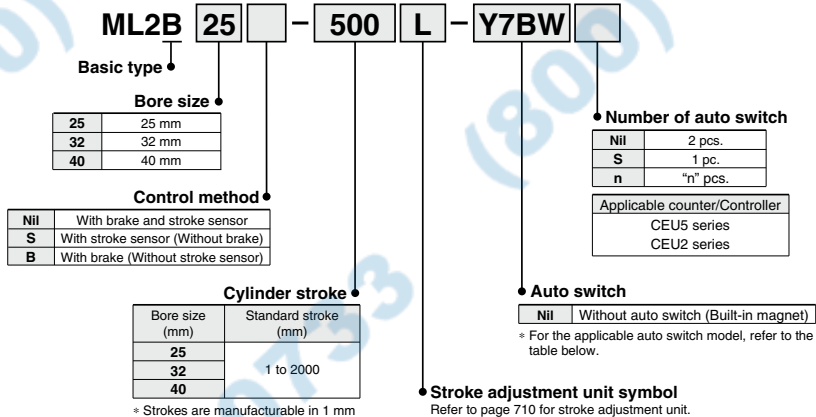 ML2B 25 – 500 L – Y7BW
Basic type
Bore size
25 25 mm
32 32 mm
40 40 mm
Control method
Nil With brake and stroke sensor
S With stroke sensor (Without brake)
B With brake (Without stroke sensor)
Cylinder stroke
Bore size (mm) Standard stroke (mm)
25
32 1 to 2000
40
* Strokes are manufacturable in 1 mm
Number of auto switch
Nil 2 pcs.
S 1 pc.
n “n” pcs.
Applicable counter/Controller
CEU5 series
CEU2 series
Auto switch
Nil Without auto switch (Built-in magnet)
* For the applicable auto switch model, refer to the
table below.
Stroke adjustment unit symbol
Refer to page 710 for stroke adjustment unit.
(800)
0733